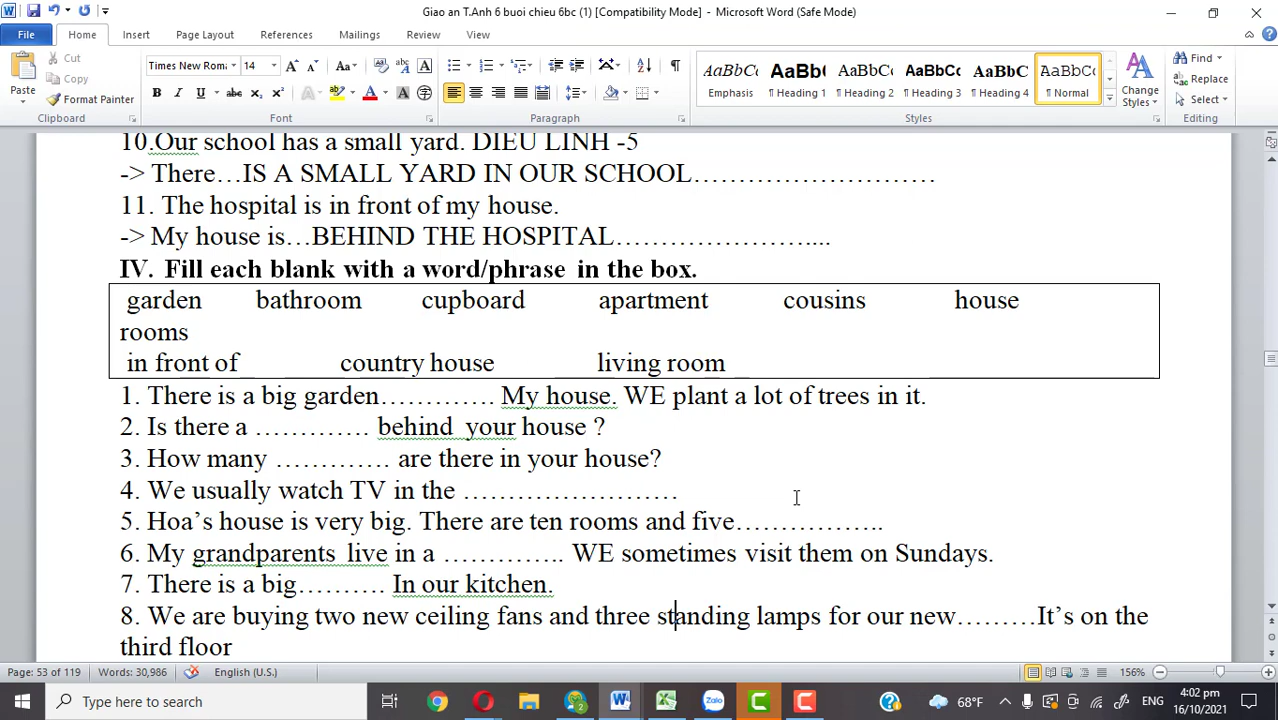 Giao an T.Anh 6 buoi chieu 6bc (1) [Compatibility Mode] - Microsoft Word (Safe Mode)
File Home Insert Page Layout References Mailings Review View
Cut
Copy
Format Painter
Paste
Times New Roma 14
AaBbCc AaBbCc AaBbCcI AaBbCcI AaBbC AaBbCc
Emphasis ¶ Heading 1 ¶ Heading 2 ¶ Heading 3 ¶ Heading 4 ¶ Normal
Change Styles
Find
Replace
Select
Clipboard Font Paragraph Styles Editing
10.Our school has a small yard. DIEU LINH -5
-> There…IS A SMALL YARD IN OUR SCHOOL………………………
11. The hospital is in front of my house.
-> My house is…BEHIND THE HOSPITAL…………………....
IV. Fill each blank with a word/phrase in the box.
garden bathroom cupboard apartment cousins house
rooms
in front of country house living room
1. There is a big garden…………. My house. WE plant a lot of trees in it.
2. Is there a …………. behind your house ?
3. How many …………. are there in your house?
4. We usually watch TV in the ……………………
5. Hoa’s house is very big. There are ten rooms and five……………..
6. My grandparents live in a ………….. WE sometimes visit them on Sundays.
7. There is a big………. In our kitchen.
8. We are buying two new ceiling fans and three standing lamps for our new………It’s on the
third floor
Page: 53 of 119 Words: 30,986 English (U.S.) 156%
Type here to search
68°F ENG
4:02 pm
16/10/2021